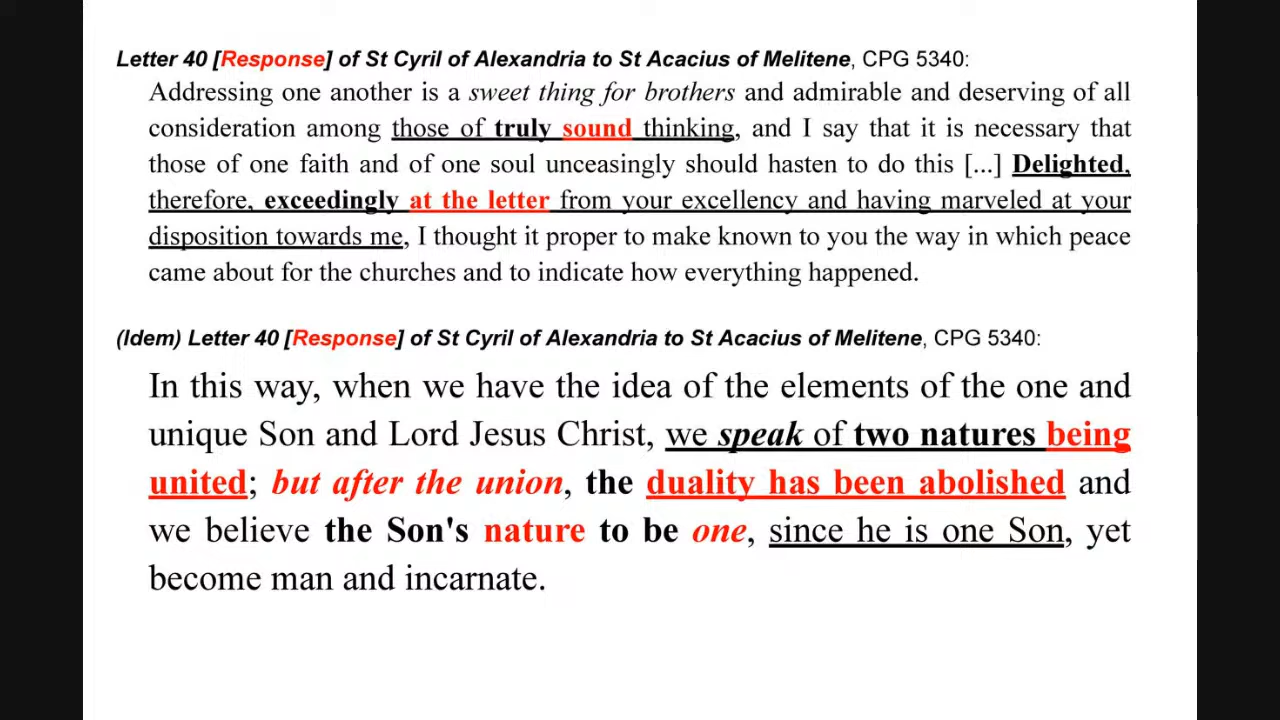 Letter 40 [Response] of St Cyril of Alexandria to St Acacius of Melitene, CPG 5340:
Addressing one another is a sweet thing for brothers and admirable and deserving of all
consideration among those of truly sound thinking, and I say that it is necessary that
those of one faith and of one soul unceasingly should hasten to do this [...] Delighted,
therefore, exceedingly at the letter from your excellency and having marveled at your
disposition towards me, I thought it proper to make known to you the way in which peace
came about for the churches and to indicate how everything happened.
(Idem) Letter 40 [Response] of St Cyril of Alexandria to St Acacius of Melitene, CPG 5340:
In this way, when we have the idea of the elements of the one and
unique Son and Lord Jesus Christ, we speak of two natures being
united; but after the union, the duality has been abolished and
we believe the Son's nature to be one, since he is one Son, yet
become man and incarnate.